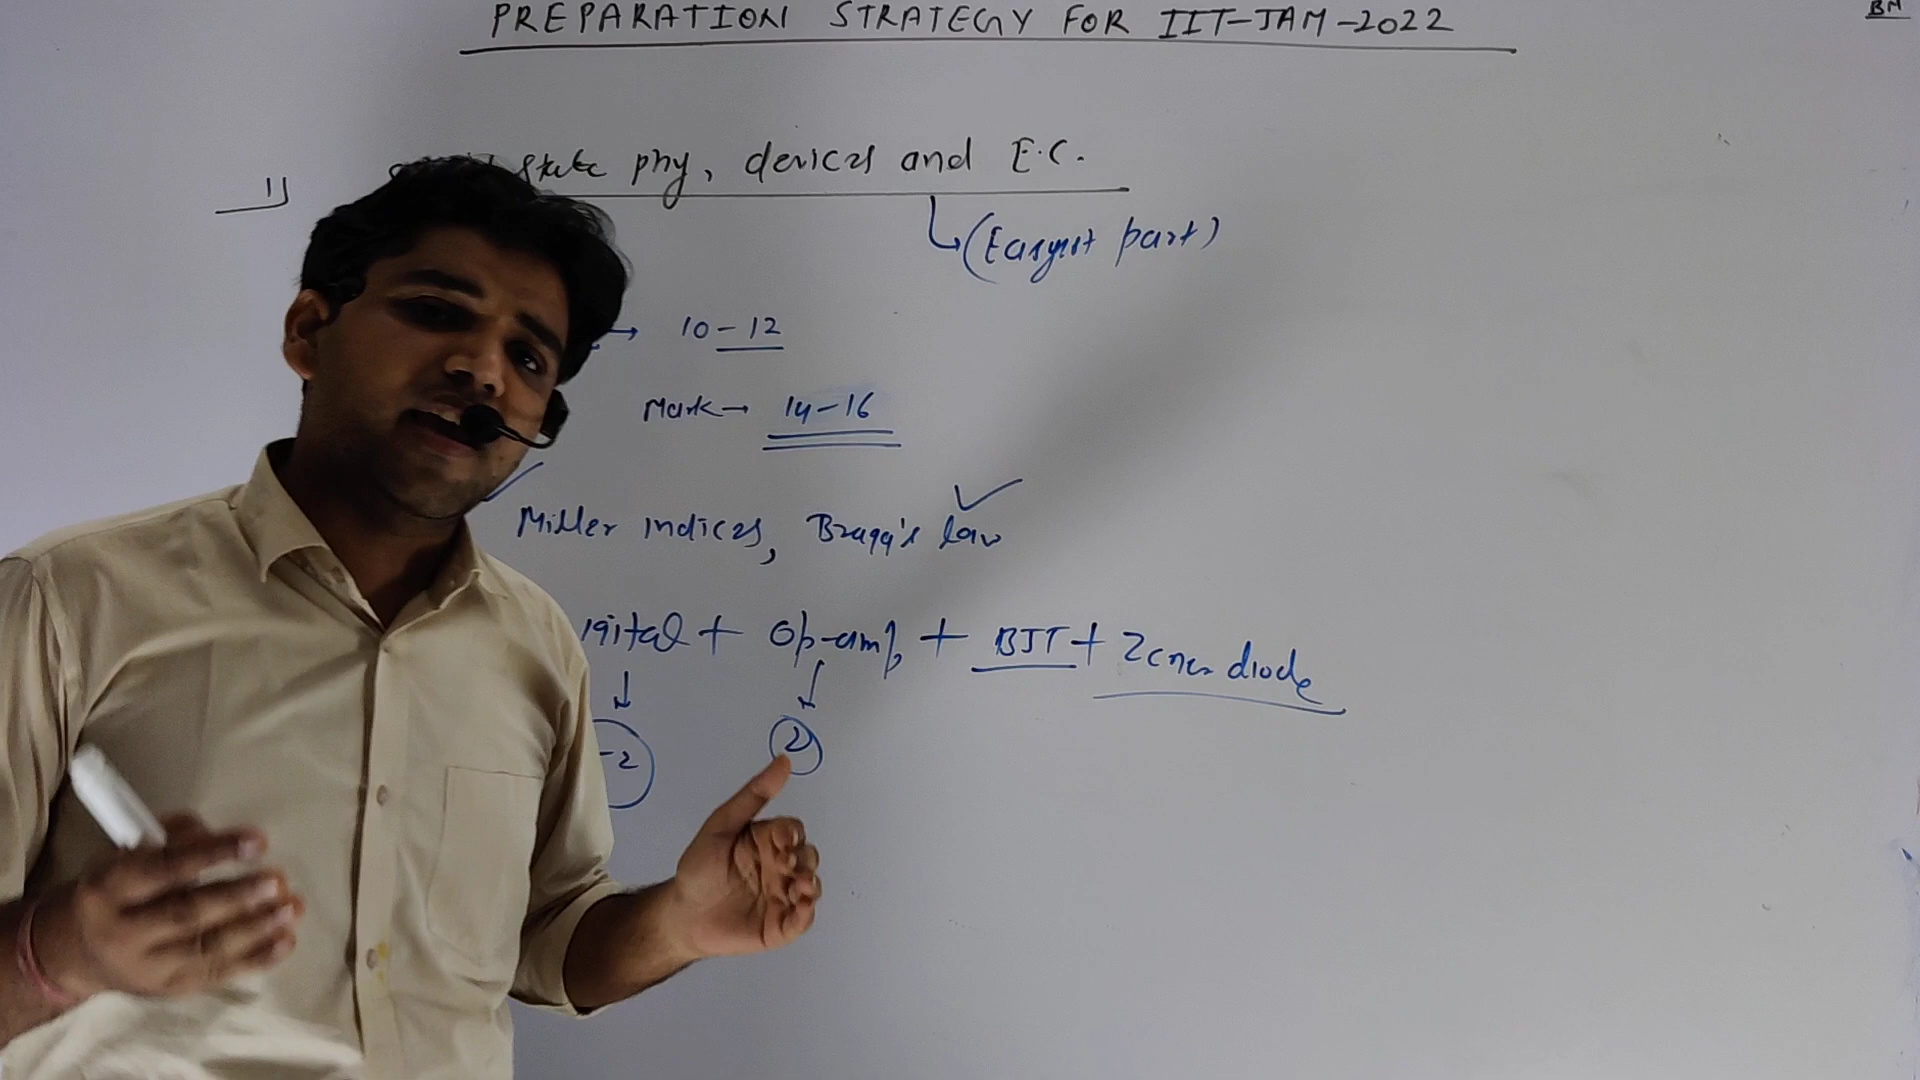 PREPARATION STRATEGY FOR IIT-JAM-2022
BM
1) State phy, devices and E.C.
(Easyest part)
→ 10-12
Mark → 14-16
Miller indices, Bragg's law
igital + Op-amp + BJT + Zener diode
-2 2